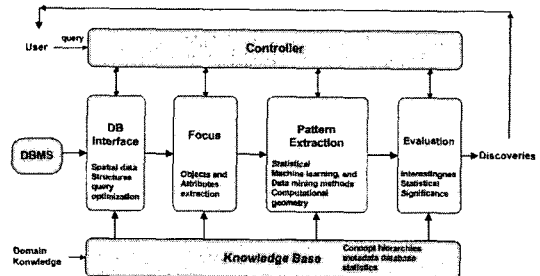 query
User
Controller
DB
Interface
Spatial data
Structures
query
optimization
Focus
Objects and
Attributes
extraction
Pattern
Extraction
Statistical
Machine learning, and
Data mining methods
Computational
geometry
Evaluation
Interestingnes
Statistical
Significance
DBMS
Discoveries
Domain
Knowledge
Knowledge Base
Concept hierarchies
metadata database
statistics